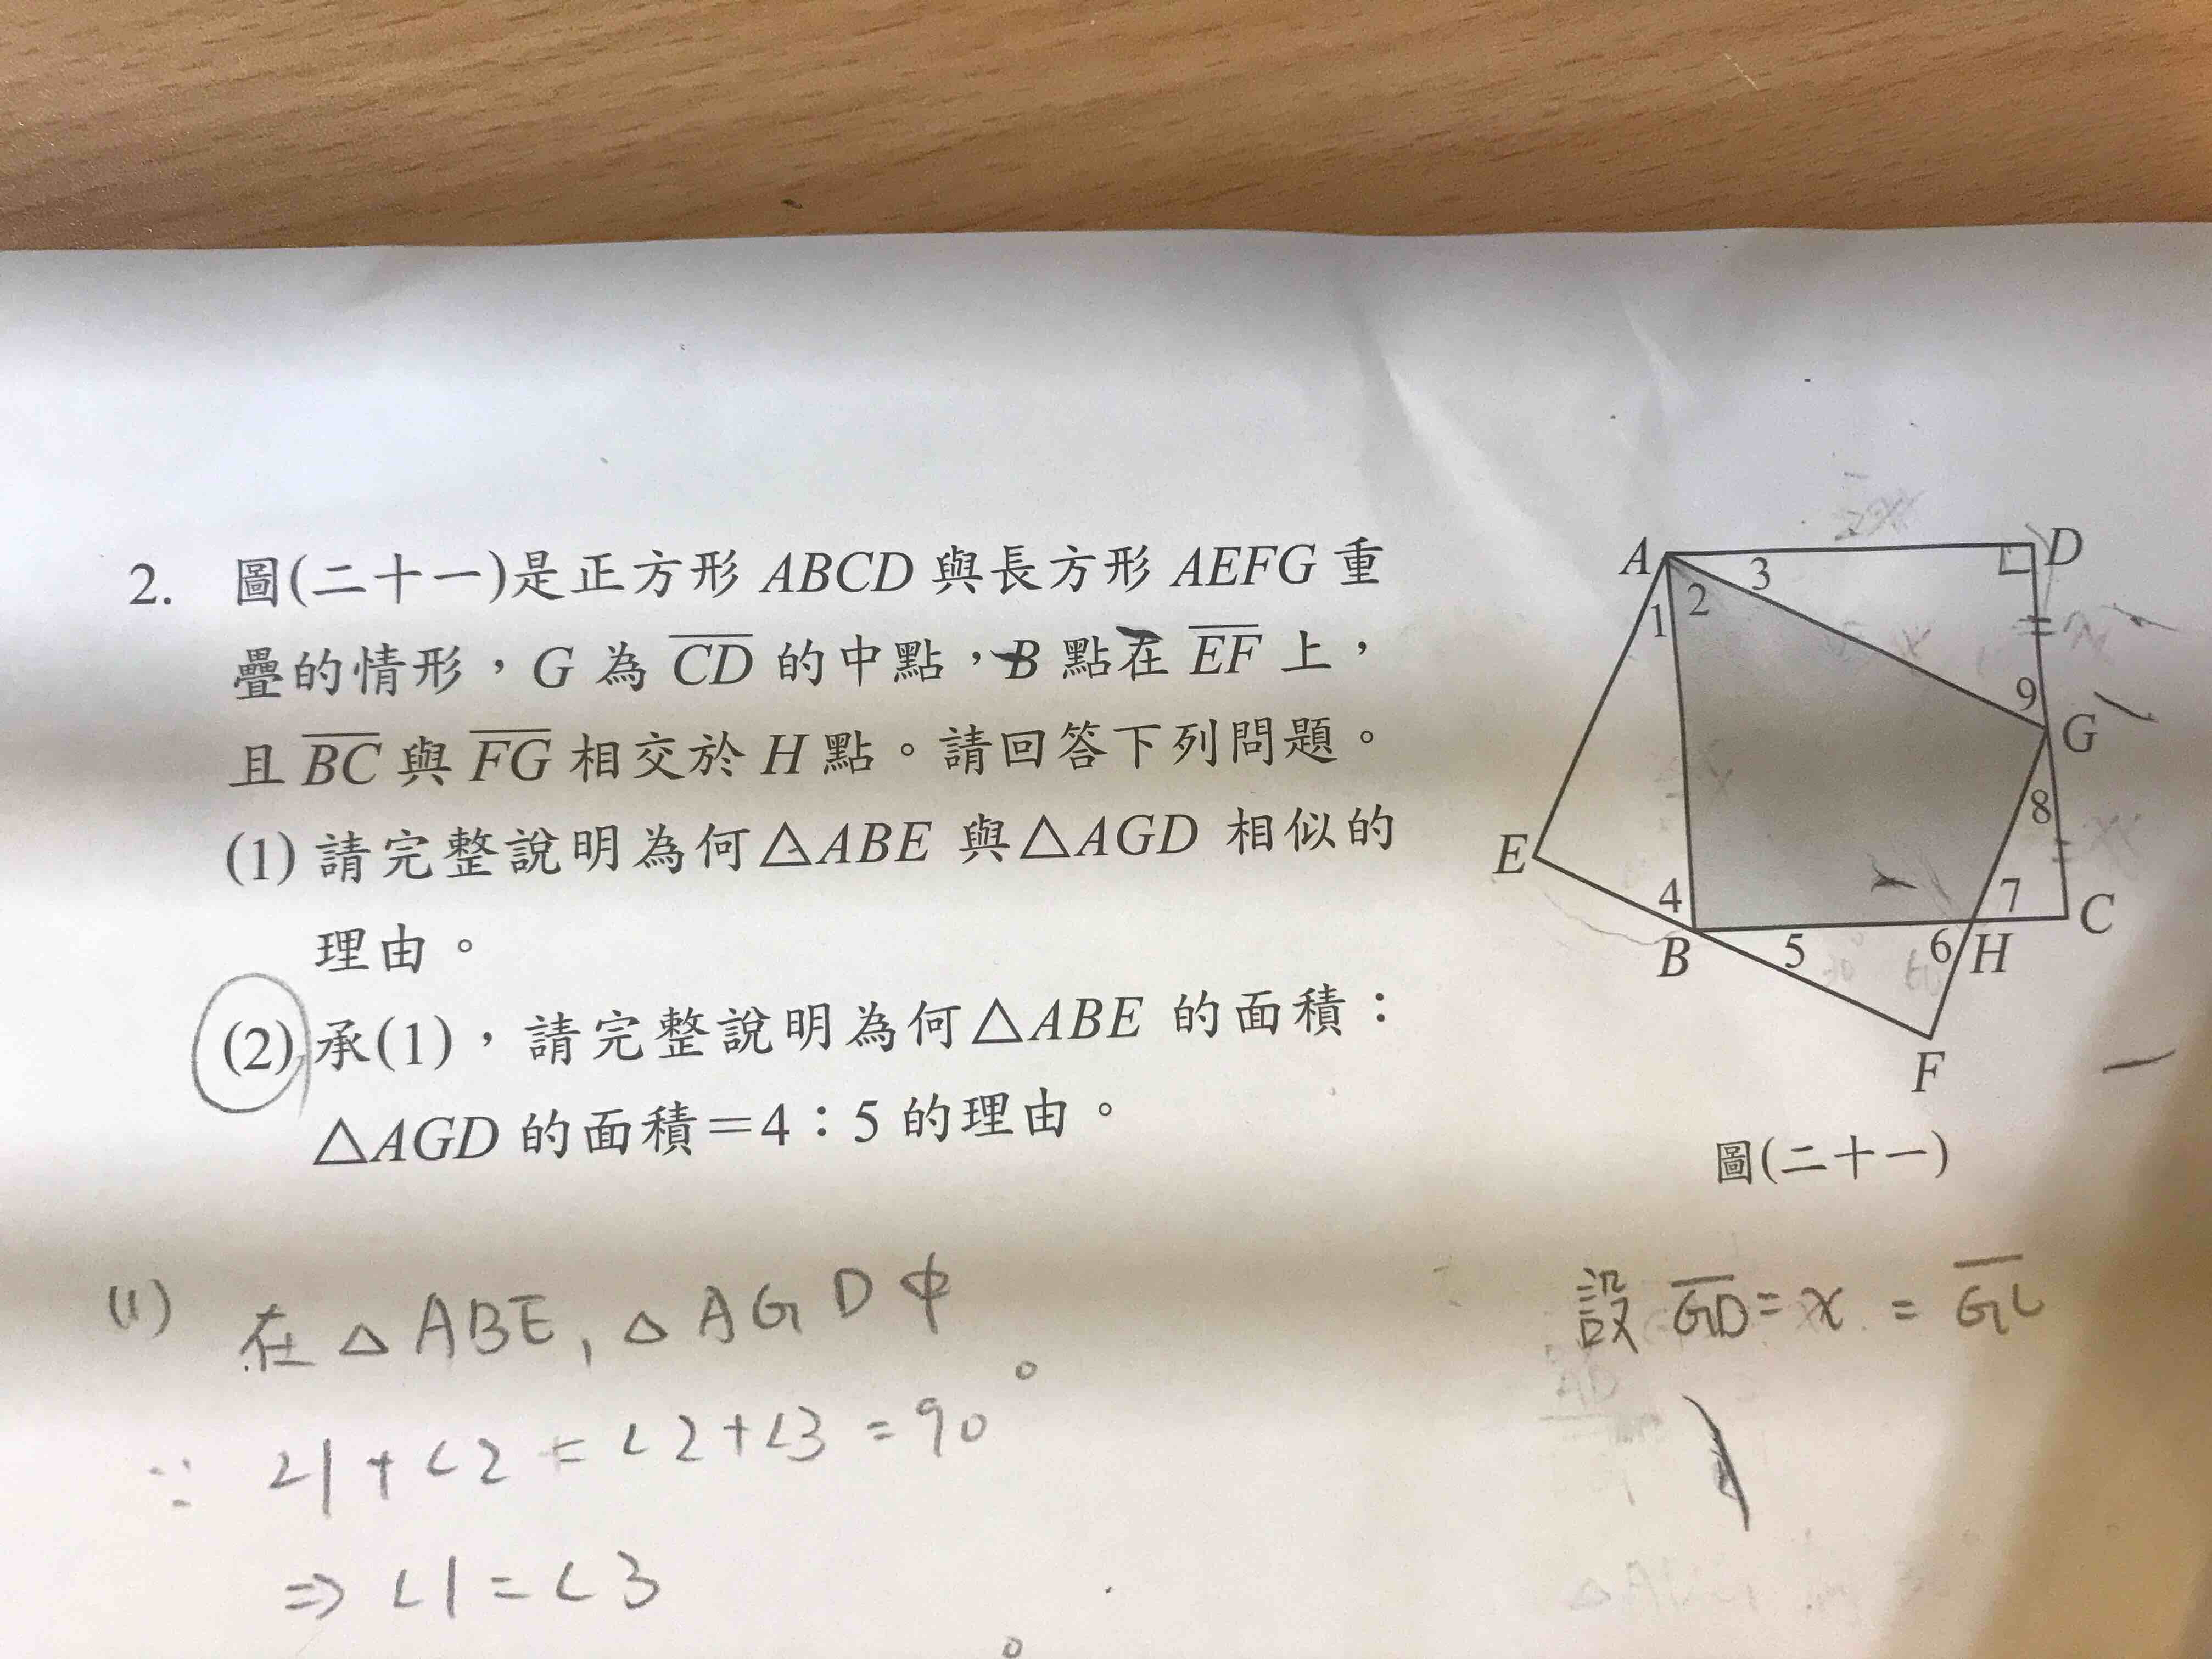 2. 圖(二十一)是正方形 ABCD 與長方形 AEFG 重
疊的情形，G 為 CD 的中點，B 點在 EF 上，
且 BC 與 FG 相交於 H 點。請回答下列問題。
(1) 請完整說明為何△ABE 與△AGD 相似的
理由。
(2) 承(1)，請完整說明為何△ABE 的面積：
△AGD 的面積＝4：5 的理由。
A
3
D
1
2
9
G
8
E
4
7
C
B
5
6
H
F
圖(二十一)
(1) 在△ABE, △AGD中
∵ ∠1+∠2=∠2+∠3=90°
⇒ ∠1=∠3
設 GD=x=GC